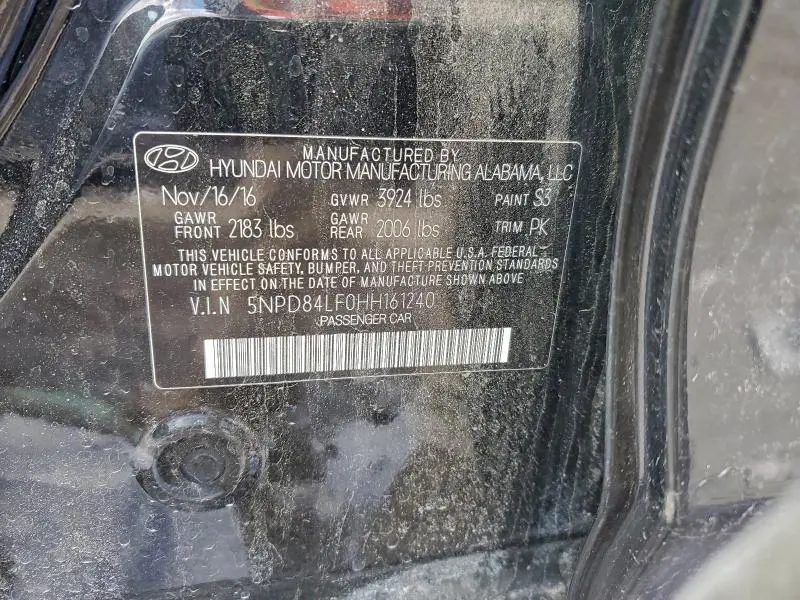 MANUFACTURED BY
HYUNDAI MOTOR MANUFACTURING ALABAMA, LLC
Nov/16/16 GVWR 3924 lbs PAINT S3
GAWR FRONT 2183 lbs GAWR REAR 2006 lbs TRIM PK
THIS VEHICLE CONFORMS TO ALL APPLICABLE U.S.A. FEDERAL
MOTOR VEHICLE SAFETY, BUMPER, AND THEFT PREVENTION STANDARDS
IN EFFECT ON THE DATE OF MANUFACTURE SHOWN ABOVE
V.I.N 5NPD84LF0HH161240
PASSENGER CAR